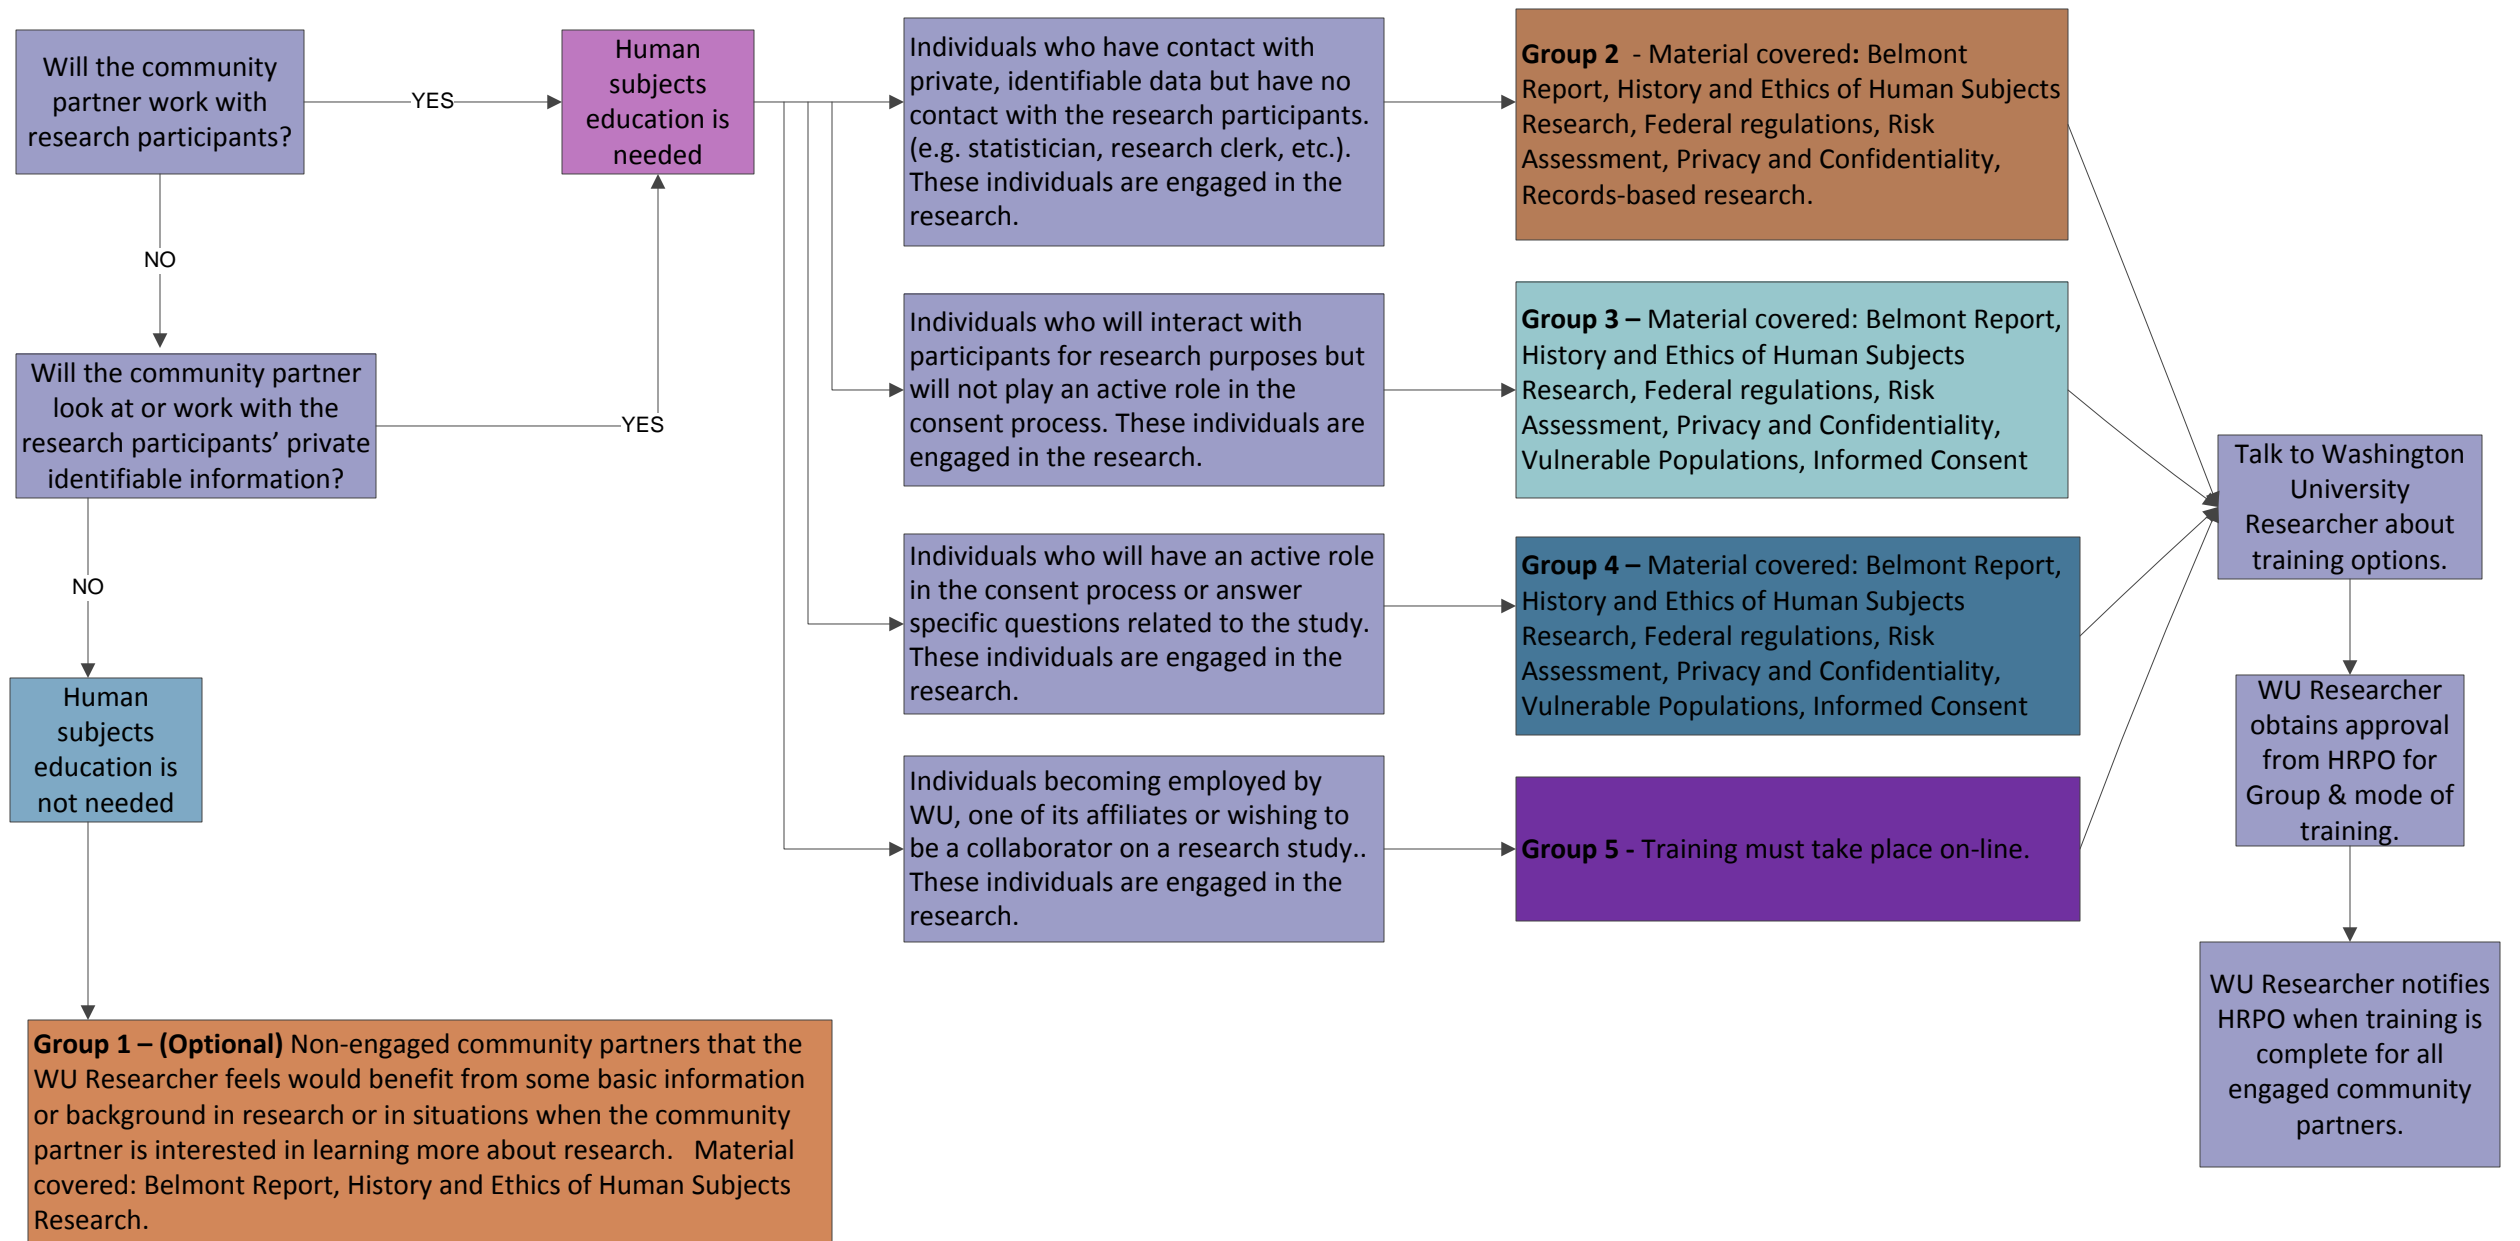 Will the community
partner work with
research participants?
YES
Human
subjects
education is
needed
Individuals who have contact with
private, identifiable data but have no
contact with the research participants.
(e.g. statistician, research clerk, etc.).
These individuals are engaged in the
research.
Group 2  - Material covered: Belmont
Report, History and Ethics of Human Subjects
Research, Federal regulations, Risk
Assessment, Privacy and Confidentiality,
Records-based research.
NO
Will the community partner
look at or work with the
research participants’ private
identifiable information?
YES
Individuals who will interact with
participants for research purposes but
will not play an active role in the
consent process. These individuals are
engaged in the research.
Group 3 – Material covered: Belmont Report,
History and Ethics of Human Subjects
Research, Federal regulations, Risk
Assessment, Privacy and Confidentiality,
Vulnerable Populations, Informed Consent
NO
Human
subjects
education is
not needed
Individuals who will have an active role
in the consent process or answer
specific questions related to the study.
These individuals are engaged in the
research.
Group 4 – Material covered: Belmont Report,
History and Ethics of Human Subjects
Research, Federal regulations, Risk
Assessment, Privacy and Confidentiality,
Vulnerable Populations, Informed Consent
Individuals becoming employed by
WU, one of its affiliates or wishing to
be a collaborator on a research study..
These individuals are engaged in the
research.
Group 5 - Training must take place on-line.
Talk to Washington
University
Researcher about
training options.
WU Researcher
obtains approval
from HRPO for
Group & mode of
training.
WU Researcher notifies
HRPO when training is
complete for all
engaged community
partners.
Group 1 – (Optional) Non-engaged community partners that the
WU Researcher feels would benefit from some basic information
or background in research or in situations when the community
partner is interested in learning more about research.   Material
covered: Belmont Report, History and Ethics of Human Subjects
Research.